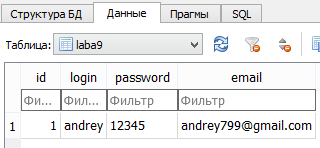 Структура БД Данные Прагмы SQL
Таблица: laba9
id login password email
Фи... Фил... Фильтр Фильтр
1 1 andrey 12345 andrey799@gmail.com